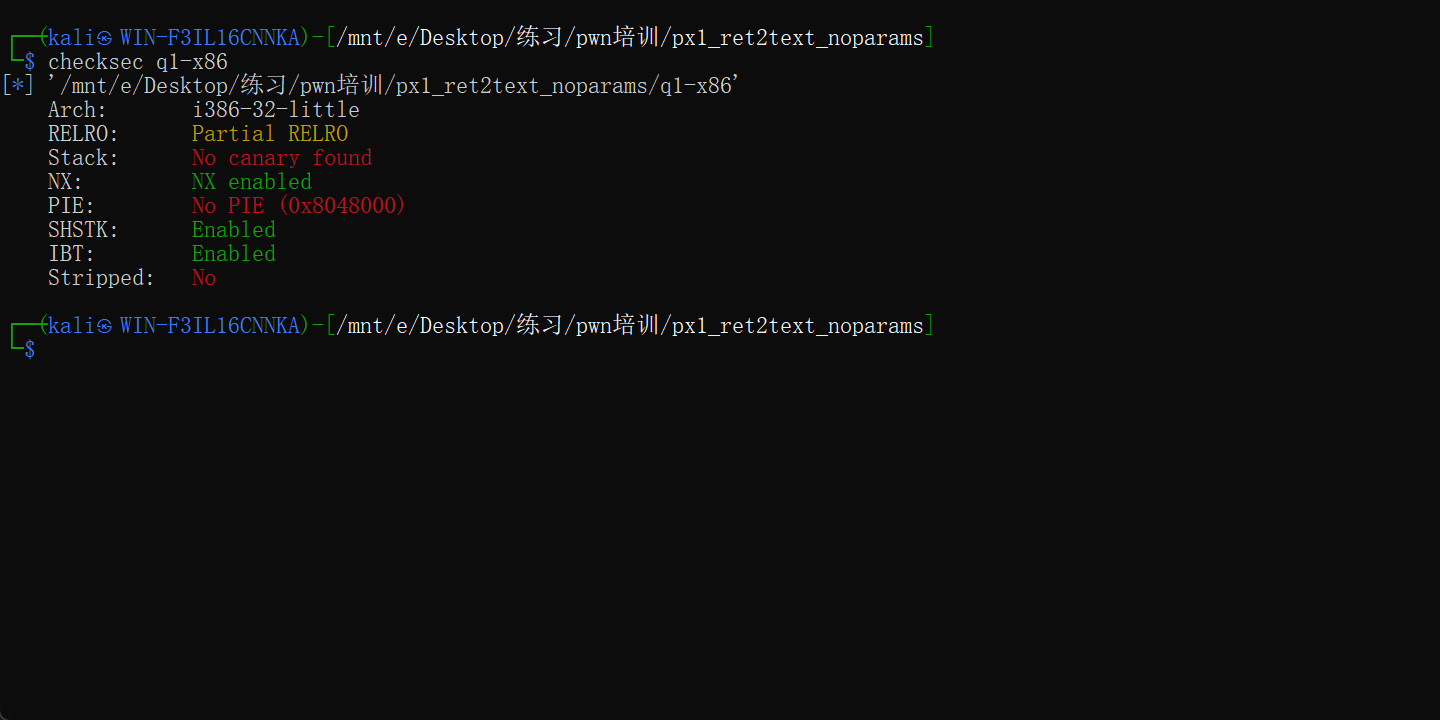 ┌──(kali㉿WIN-F3IL16CNNKA)-[/mnt/e/Desktop/练习/pwn培训/px1_ret2text_noparams]
└─$ checksec q1-x86
[*] '/mnt/e/Desktop/练习/pwn培训/px1_ret2text_noparams/q1-x86'
    Arch:       i386-32-little
    RELRO:      Partial RELRO
    Stack:      No canary found
    NX:         NX enabled
    PIE:        No PIE (0x8048000)
    SHSTK:      Enabled
    IBT:        Enabled
    Stripped:   No
┌──(kali㉿WIN-F3IL16CNNKA)-[/mnt/e/Desktop/练习/pwn培训/px1_ret2text_noparams]
└─$